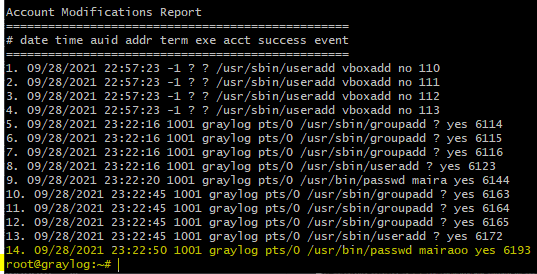 Account Modifications Report
=================================================
# date time auid addr term exe acct success event
=================================================
1. 09/28/2021 22:57:23 -1 ? ? /usr/sbin/useradd vboxadd no 110
2. 09/28/2021 22:57:23 -1 ? ? /usr/sbin/useradd vboxadd no 111
3. 09/28/2021 22:57:23 -1 ? ? /usr/sbin/useradd vboxadd no 112
4. 09/28/2021 22:57:23 -1 ? ? /usr/sbin/useradd vboxadd no 113
5. 09/28/2021 23:22:16 1001 graylog pts/0 /usr/sbin/groupadd ? yes 6114
6. 09/28/2021 23:22:16 1001 graylog pts/0 /usr/sbin/groupadd ? yes 6115
7. 09/28/2021 23:22:16 1001 graylog pts/0 /usr/sbin/groupadd ? yes 6116
8. 09/28/2021 23:22:16 1001 graylog pts/0 /usr/sbin/useradd ? yes 6123
9. 09/28/2021 23:22:20 1001 graylog pts/0 /usr/bin/passwd maira yes 6144
10. 09/28/2021 23:22:45 1001 graylog pts/0 /usr/sbin/groupadd ? yes 6163
11. 09/28/2021 23:22:45 1001 graylog pts/0 /usr/sbin/groupadd ? yes 6164
12. 09/28/2021 23:22:45 1001 graylog pts/0 /usr/sbin/groupadd ? yes 6165
13. 09/28/2021 23:22:45 1001 graylog pts/0 /usr/sbin/useradd ? yes 6172
14. 09/28/2021 23:22:50 1001 graylog pts/0 /usr/bin/passwd mairaoo yes 6193
root@graylog:~#